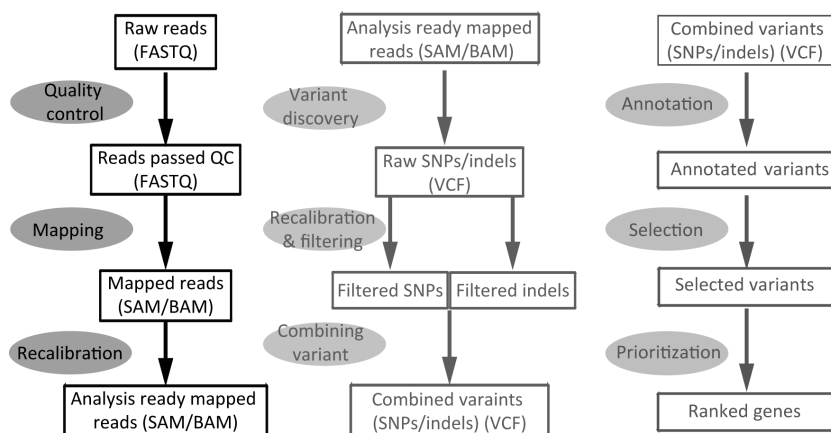 Raw reads
(FASTQ)
Quality
control
Reads passed QC
(FASTQ)
Mapping
Mapped reads
(SAM/BAM)
Recalibration
Analysis ready mapped
reads (SAM/BAM)
Analysis ready mapped
reads (SAM/BAM)
Variant
discovery
Raw SNPs/indels
(VCF)
Recalibration
& filtering
Filtered SNPs
Filtered indels
Combining
variant
Combined varaints
(SNPs/indels) (VCF)
Combined variants
(SNPs/indels) (VCF)
Annotation
Annotated variants
Selection
Selected variants
Prioritization
Ranked genes